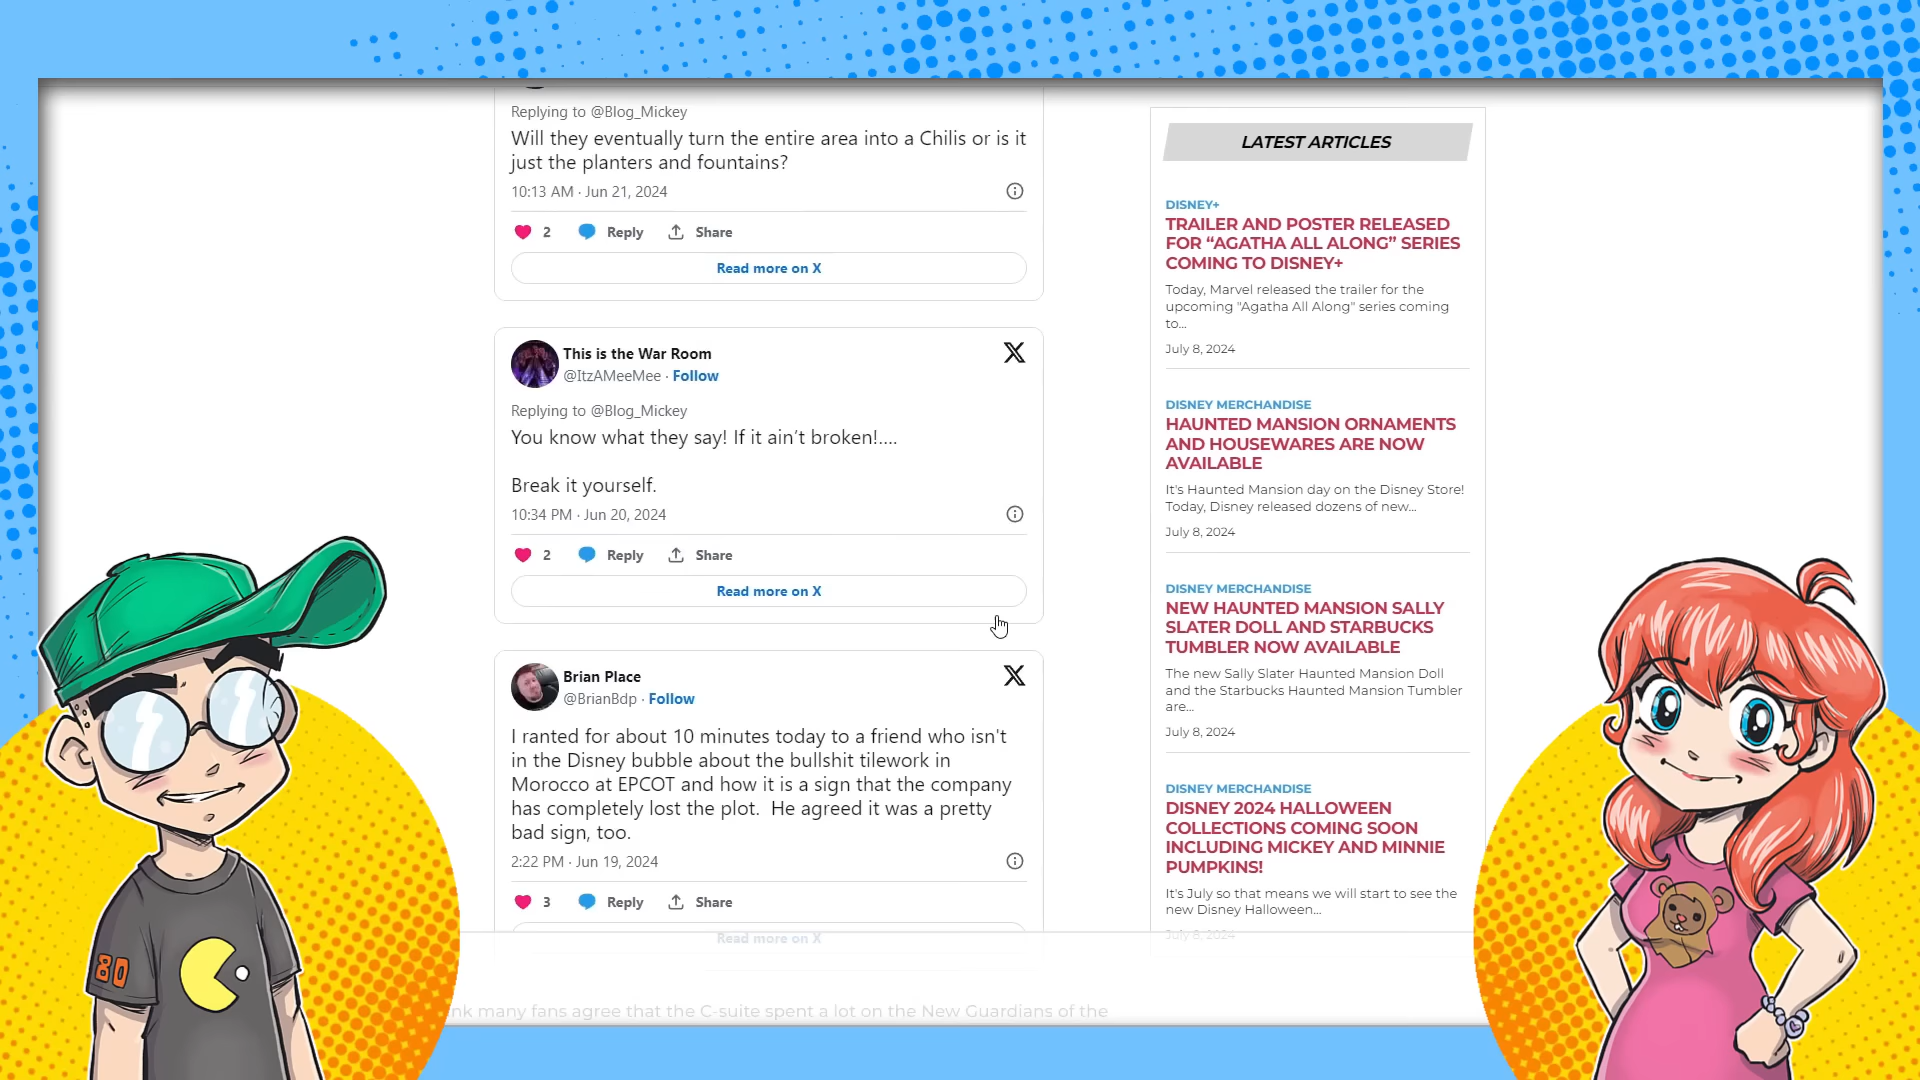 Replying to @Blog_Mickey
Will they eventually turn the entire area into a Chilis or is it
just the planters and fountains?
10:13 AM · Jun 21, 2024
2 Reply Share
Read more on X
This is the War Room
@ItzAMeeMee · Follow
Replying to @Blog_Mickey
You know what they say! If it ain’t broken!....
Break it yourself.
10:34 PM · Jun 20, 2024
2 Reply Share
Read more on X
Brian Place
@BrianBdp · Follow
I ranted for about 10 minutes today to a friend who isn't
in the Disney bubble about the bullshit tilework in
Morocco at EPCOT and how it is a sign that the company
has completely lost the plot.  He agreed it was a pretty
bad sign, too.
2:22 PM · Jun 19, 2024
3 Reply Share
Read more on X
many fans agree that the C-suite spent a lot on the New Guardians of the
LATEST ARTICLES
DISNEY+
TRAILER AND POSTER RELEASED
FOR “AGATHA ALL ALONG” SERIES
COMING TO DISNEY+
Today, Marvel released the trailer for the
upcoming "Agatha All Along" series coming
to...
July 8, 2024
DISNEY MERCHANDISE
HAUNTED MANSION ORNAMENTS
AND HOUSEWARES ARE NOW
AVAILABLE
It's Haunted Mansion day on the Disney Store!
Today, Disney released dozens of new...
July 8, 2024
DISNEY MERCHANDISE
NEW HAUNTED MANSION SALLY
SLATER DOLL AND STARBUCKS
TUMBLER NOW AVAILABLE
The new Sally Slater Haunted Mansion Doll
and the Starbucks Haunted Mansion Tumbler
are...
July 8, 2024
DISNEY MERCHANDISE
DISNEY 2024 HALLOWEEN
COLLECTIONS COMING SOON
INCLUDING MICKEY AND MINNIE
PUMPKINS!
It's July so that means we will start to see the
new Disney Halloween...
July 8, 2024
80